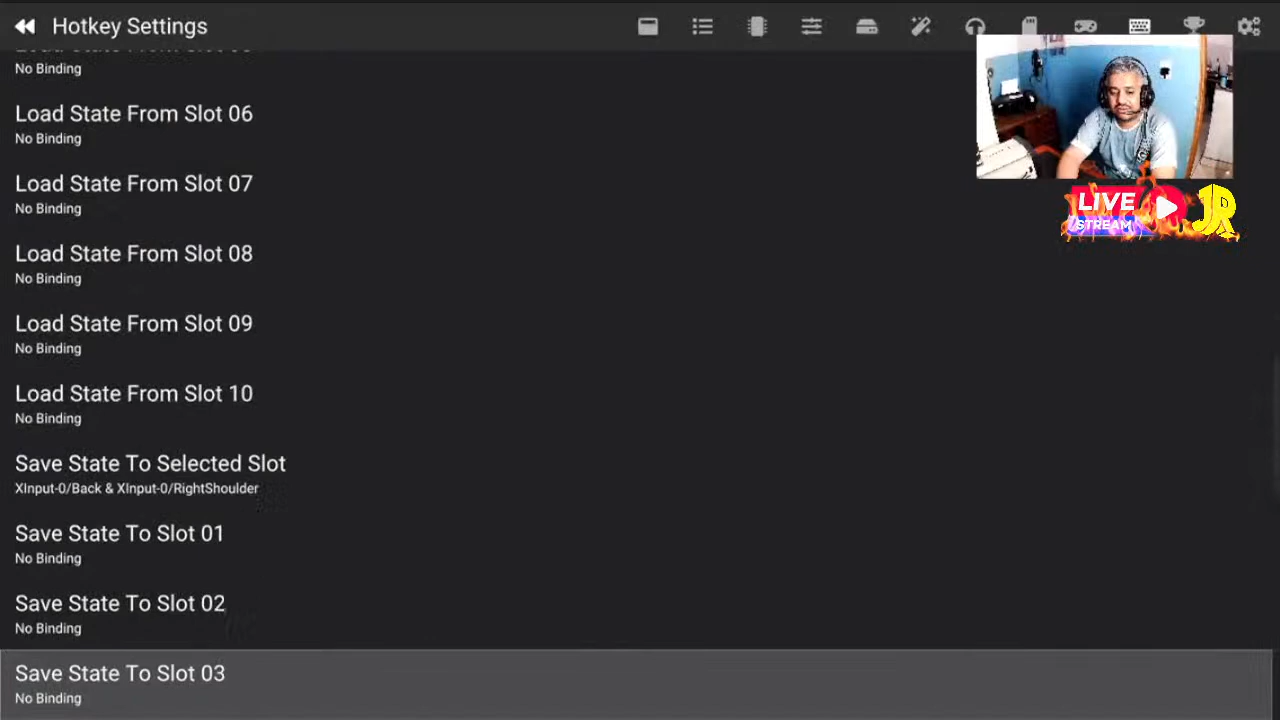 Hotkey Settings
No Binding
Load State From Slot 06
No Binding
Load State From Slot 07
No Binding
Load State From Slot 08
No Binding
Load State From Slot 09
No Binding
Load State From Slot 10
No Binding
Save State To Selected Slot
XInput-0/Back & XInput-0/RightShoulder
Save State To Slot 01
No Binding
Save State To Slot 02
No Binding
Save State To Slot 03
No Binding
LIVE
STREAM
JR